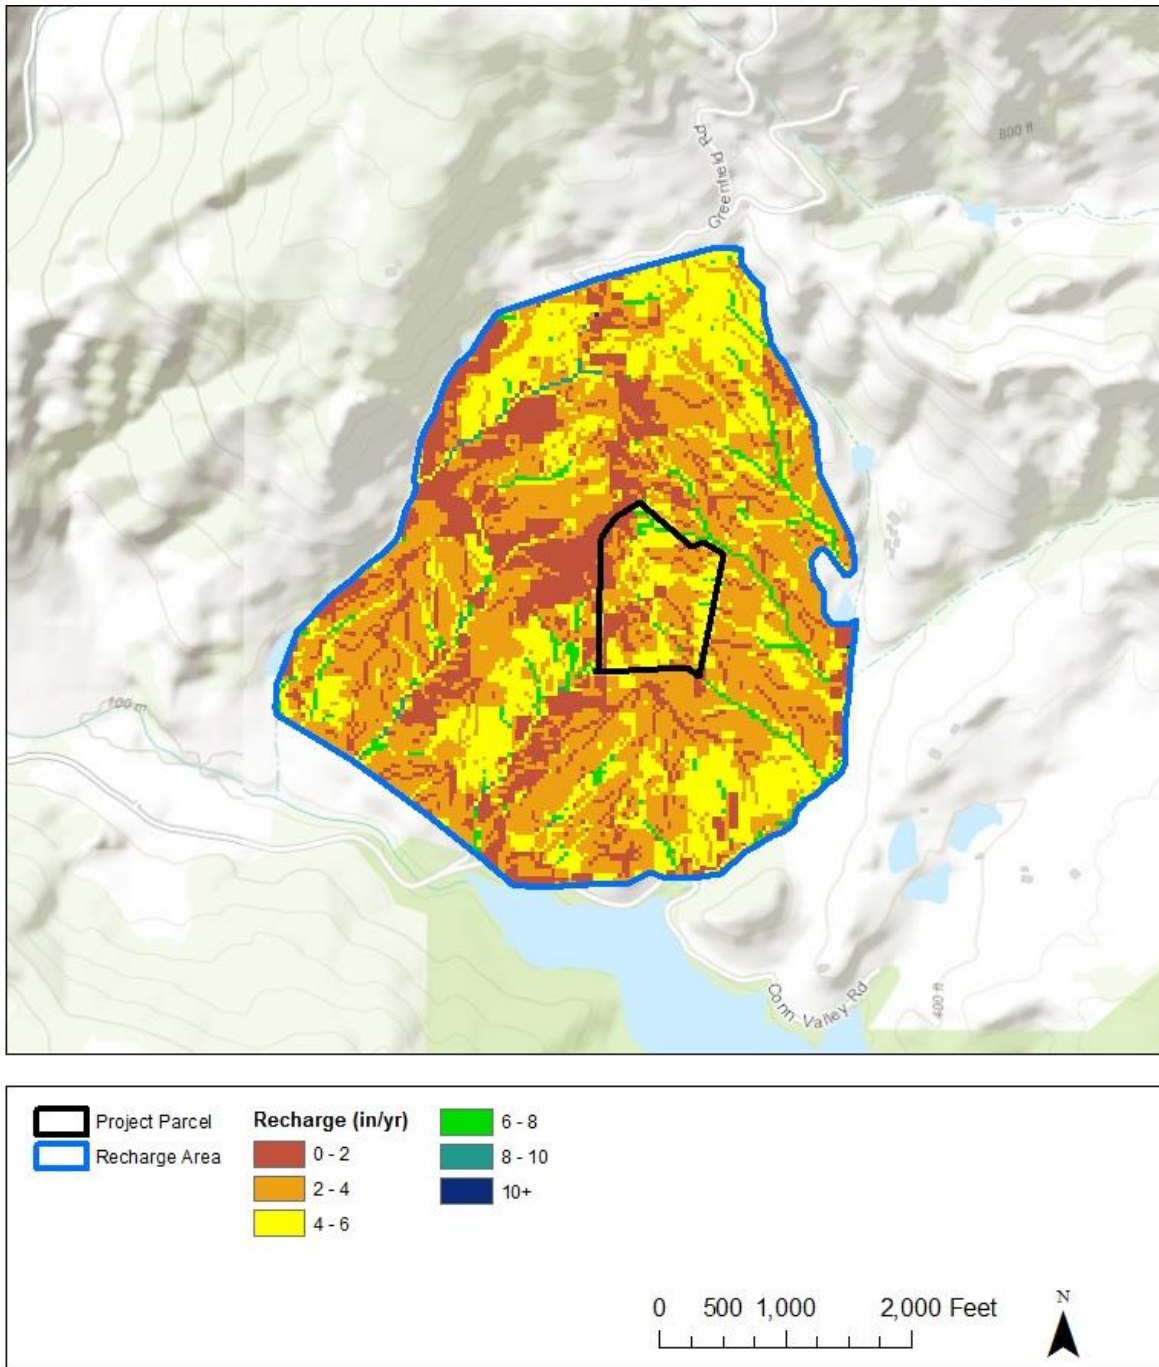 Greenfield Rd
800 ft
100 m
Conn Valley Rd
400 ft
Project Parcel
Recharge Area
Recharge (in/yr)
0 - 2
2 - 4
4 - 6
6 - 8
8 - 10
10+
0 500 1,000 2,000 Feet
N